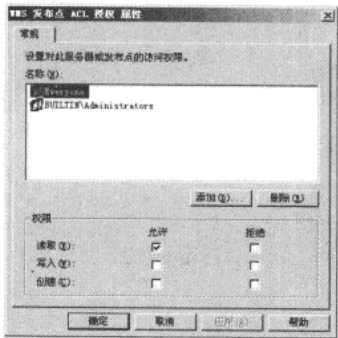 WMS 发布点 ACL 授权 属性
常规
设置对此服务器或发布点的访问权限。
名称(N):
Everyone
BUILTIN\Administrators
添加(D)... 删除(R)
权限
允许 拒绝
读取(E):
写入(W):
创建(C):
确定 取消 应用(A) 帮助